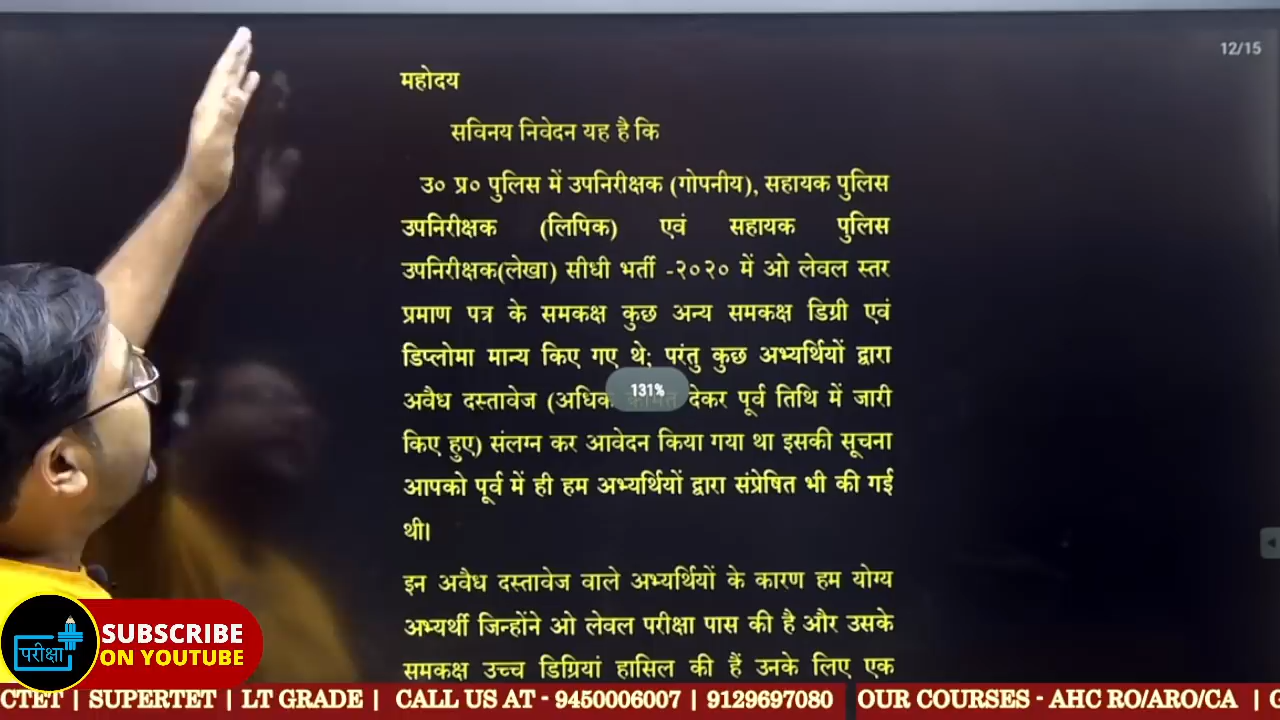 12/15
महोदय
सविनय निवेदन यह है कि
उ० प्र० पुलिस में उपनिरीक्षक (गोपनीय), सहायक पुलिस
उपनिरीक्षक (लिपिक) एवं सहायक पुलिस
उपनिरीक्षक(लेखा) सीधी भर्ती -२०२० में ओ लेवल स्तर
प्रमाण पत्र के समकक्ष कुछ अन्य समकक्ष डिग्री एवं
डिप्लोमा मान्य किए गए थे; परंतु कुछ अभ्यर्थियों द्वारा
अवैध दस्तावेज (अधिक देकर पूर्व तिथि में जारी
131%
किए हुए) संलग्न कर आवेदन किया गया था इसकी सूचना
आपको पूर्व में ही हम अभ्यर्थियों द्वारा संप्रेषित भी की गई
थी।
इन अवैध दस्तावेज वाले अभ्यर्थियों के कारण हम योग्य
अभ्यर्थी जिन्होंने ओ लेवल परीक्षा पास की है और उसके
समकक्ष उच्च डिग्रियां हासिल की हैं उनके लिए एक
परीक्षा
SUBSCRIBE
ON YOUTUBE
CTET | SUPERTET | LT GRADE | CALL US AT - 9450006007 | 9129697080 OUR COURSES - AHC RO/ARO/CA |